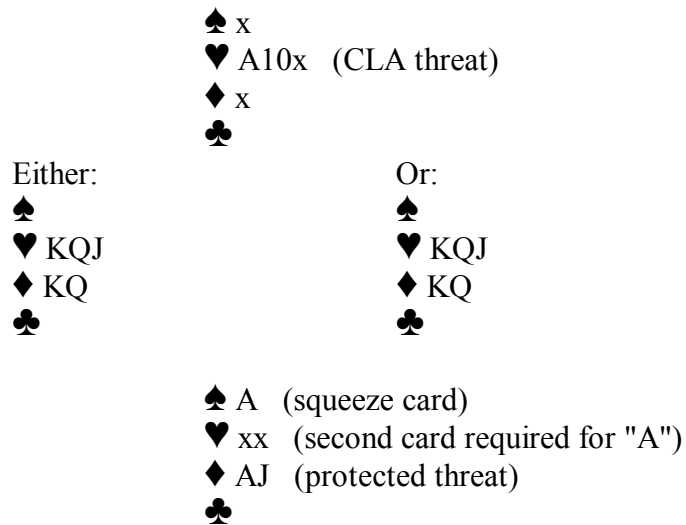 ♠ x
♥ A10x (CLA threat)
♦ x
♣
Either: Or:
♠ ♠
♥ KQJ ♥ KQJ
♦ KQ ♦ KQ
♣ ♣
♠ A (squeeze card)
♥ xx (second card required for "A")
♦ AJ (protected threat)
♣